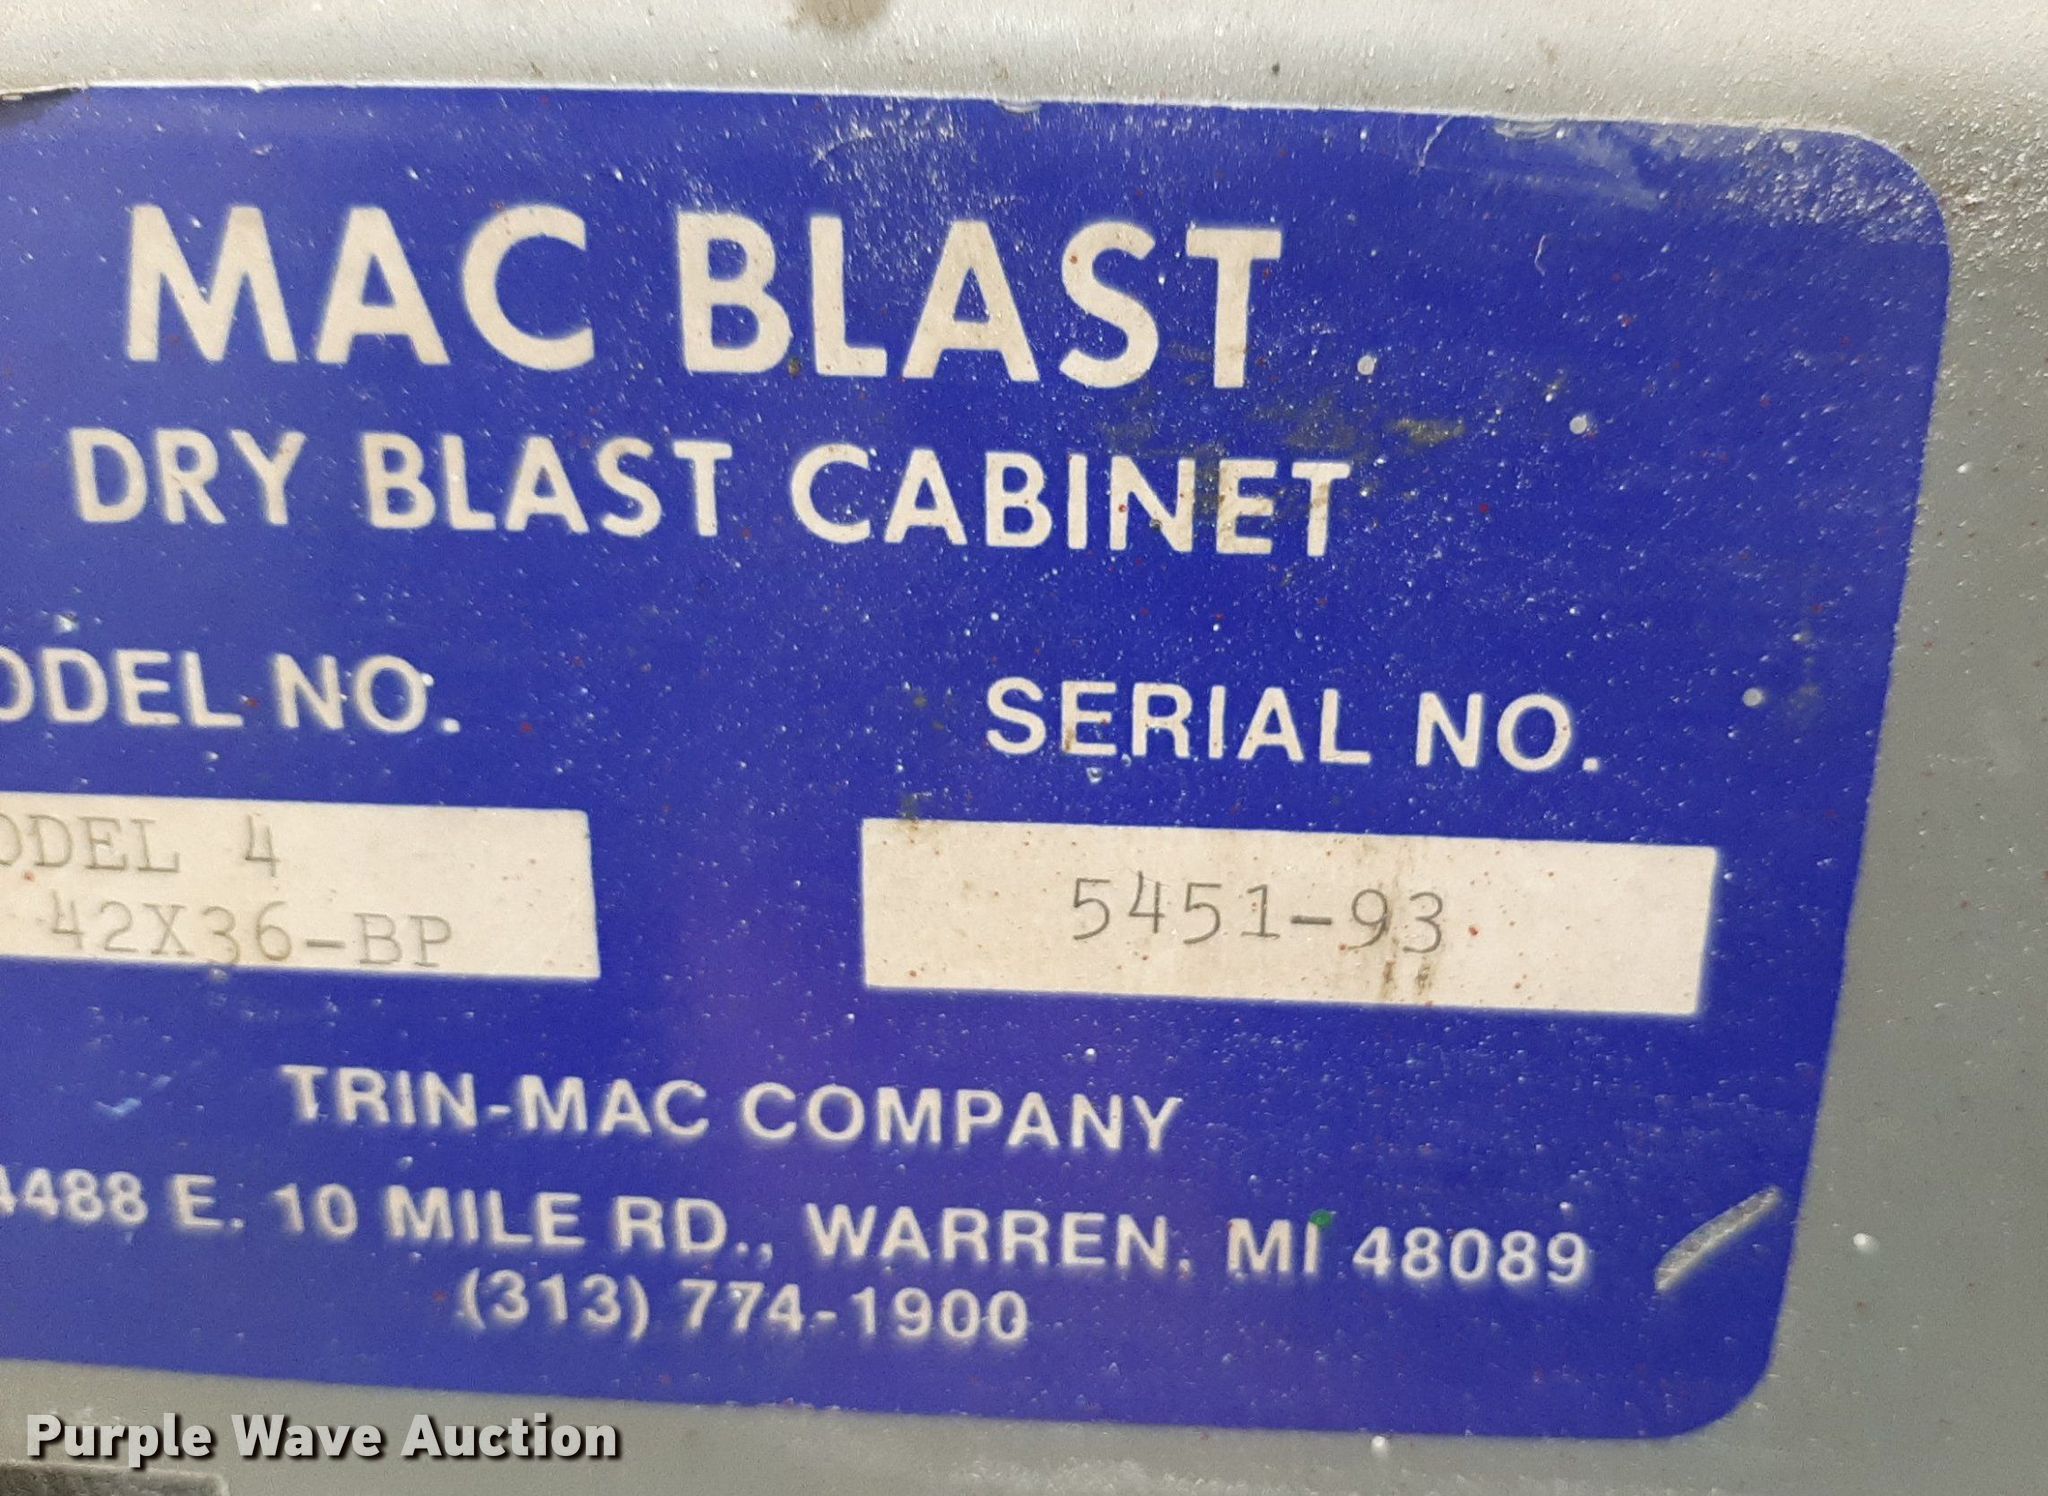 MAC BLAST
DRY BLAST CABINET
ODEL NO. SERIAL NO.
ODEL 4
42X36-BP 5451-93
TRIN-MAC COMPANY
4488 E. 10 MILE RD., WARREN, MI 48089
(313) 774-1900
Purple Wave Auction